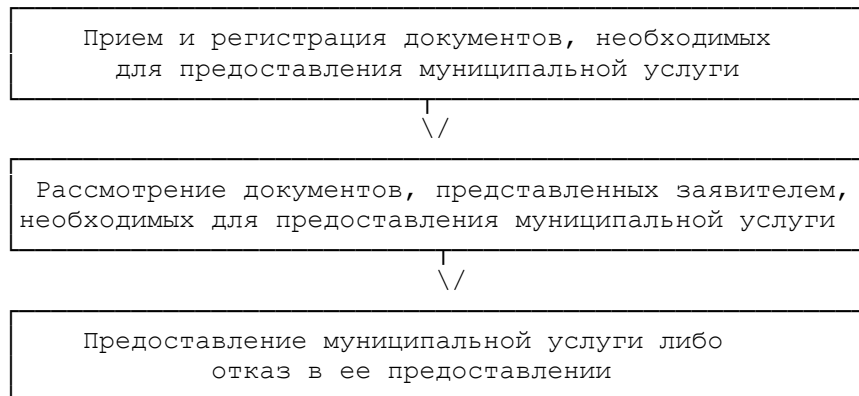 Прием и регистрация документов, необходимых
для предоставления муниципальной услуги
\/
Рассмотрение документов, представленных заявителем,
необходимых для предоставления муниципальной услуги
\/
Предоставление муниципальной услуги либо
отказ в ее предоставлении